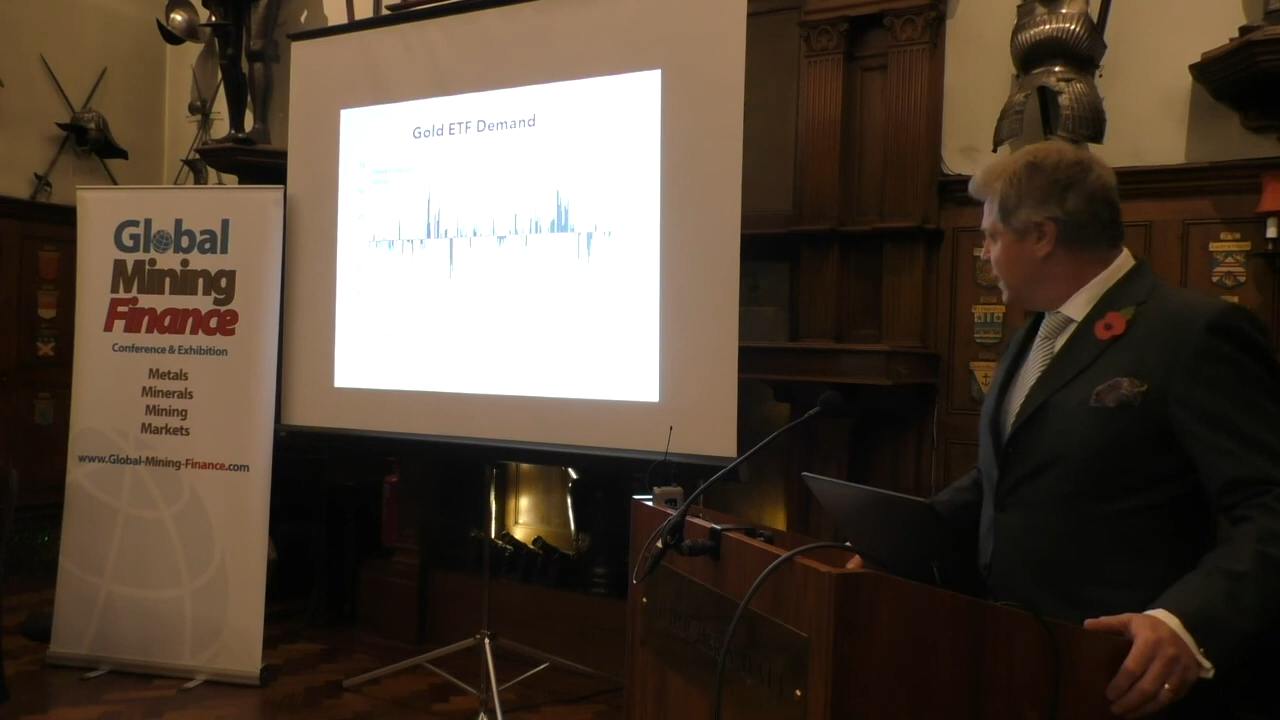 Global
Mining
Finance
Conference & Exhibition
Metals
Minerals
Mining
Markets
www.Global-Mining-Finance.com
Gold ETF Demand